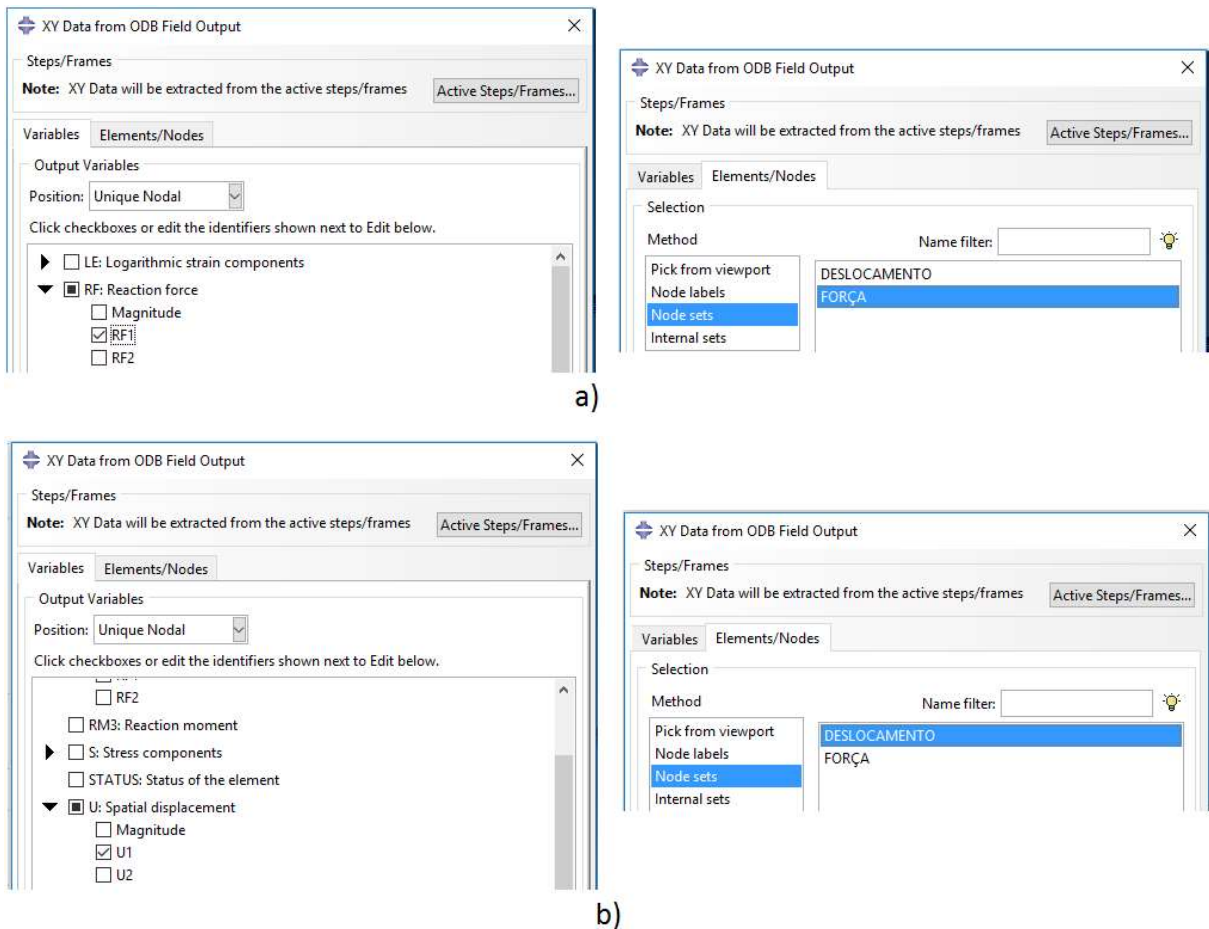 XY Data from ODB Field Output
Steps/Frames
Note: XY Data will be extracted from the active steps/frames Active Steps/Frames...
Variables Elements/Nodes
Output Variables
Position: Unique Nodal
Click checkboxes or edit the identifiers shown next to Edit below.
LE: Logarithmic strain components
RF: Reaction force
Magnitude
RF1
RF2
XY Data from ODB Field Output
Steps/Frames
Note: XY Data will be extracted from the active steps/frames Active Steps/Frames...
Variables Elements/Nodes
Selection
Method Name filter:
Pick from viewport DESLOCAMENTO
Node labels FORÇA
Node sets
Internal sets
a)
XY Data from ODB Field Output
Steps/Frames
Note: XY Data will be extracted from the active steps/frames Active Steps/Frames...
Variables Elements/Nodes
Output Variables
Position: Unique Nodal
Click checkboxes or edit the identifiers shown next to Edit below.
RF2
RM3: Reaction moment
S: Stress components
STATUS: Status of the element
U: Spatial displacement
Magnitude
U1
U2
XY Data from ODB Field Output
Steps/Frames
Note: XY Data will be extracted from the active steps/frames Active Steps/Frames...
Variables Elements/Nodes
Selection
Method Name filter:
Pick from viewport DESLOCAMENTO
Node labels FORÇA
Node sets
Internal sets
b)